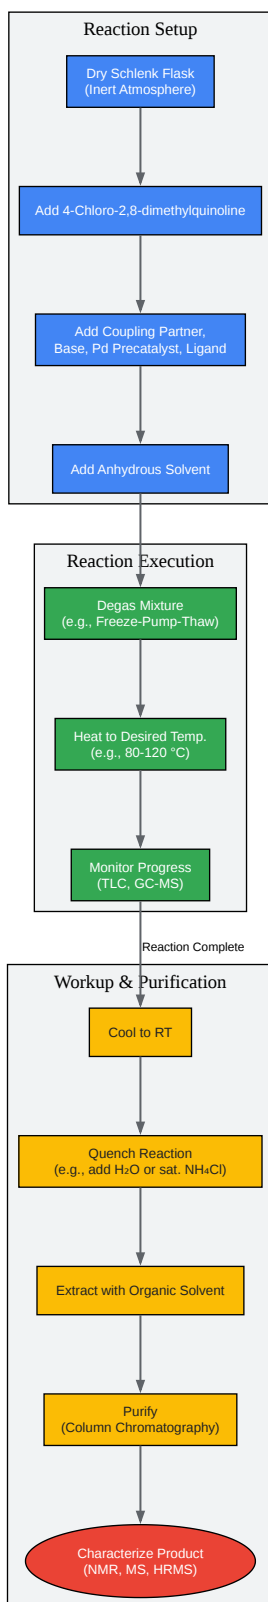 Reaction Setup
Dry Schlenk Flask
(Inert Atmosphere)
Add 4-Chloro-2,8-dimethylquinoline
Add Coupling Partner,
Base, Pd Precatalyst, Ligand
Add Anhydrous Solvent
Reaction Execution
Degas Mixture
(e.g., Freeze-Pump-Thaw)
Heat to Desired Temp.
(e.g., 80-120 °C)
Monitor Progress
(TLC, GC-MS)
Reaction Complete
Workup & Purification
Cool to RT
Quench Reaction
(e.g., add H₂O or sat. NH₄Cl)
Extract with Organic Solvent
Purify
(Column Chromatography)
Characterize Product
(NMR, MS, HRMS)